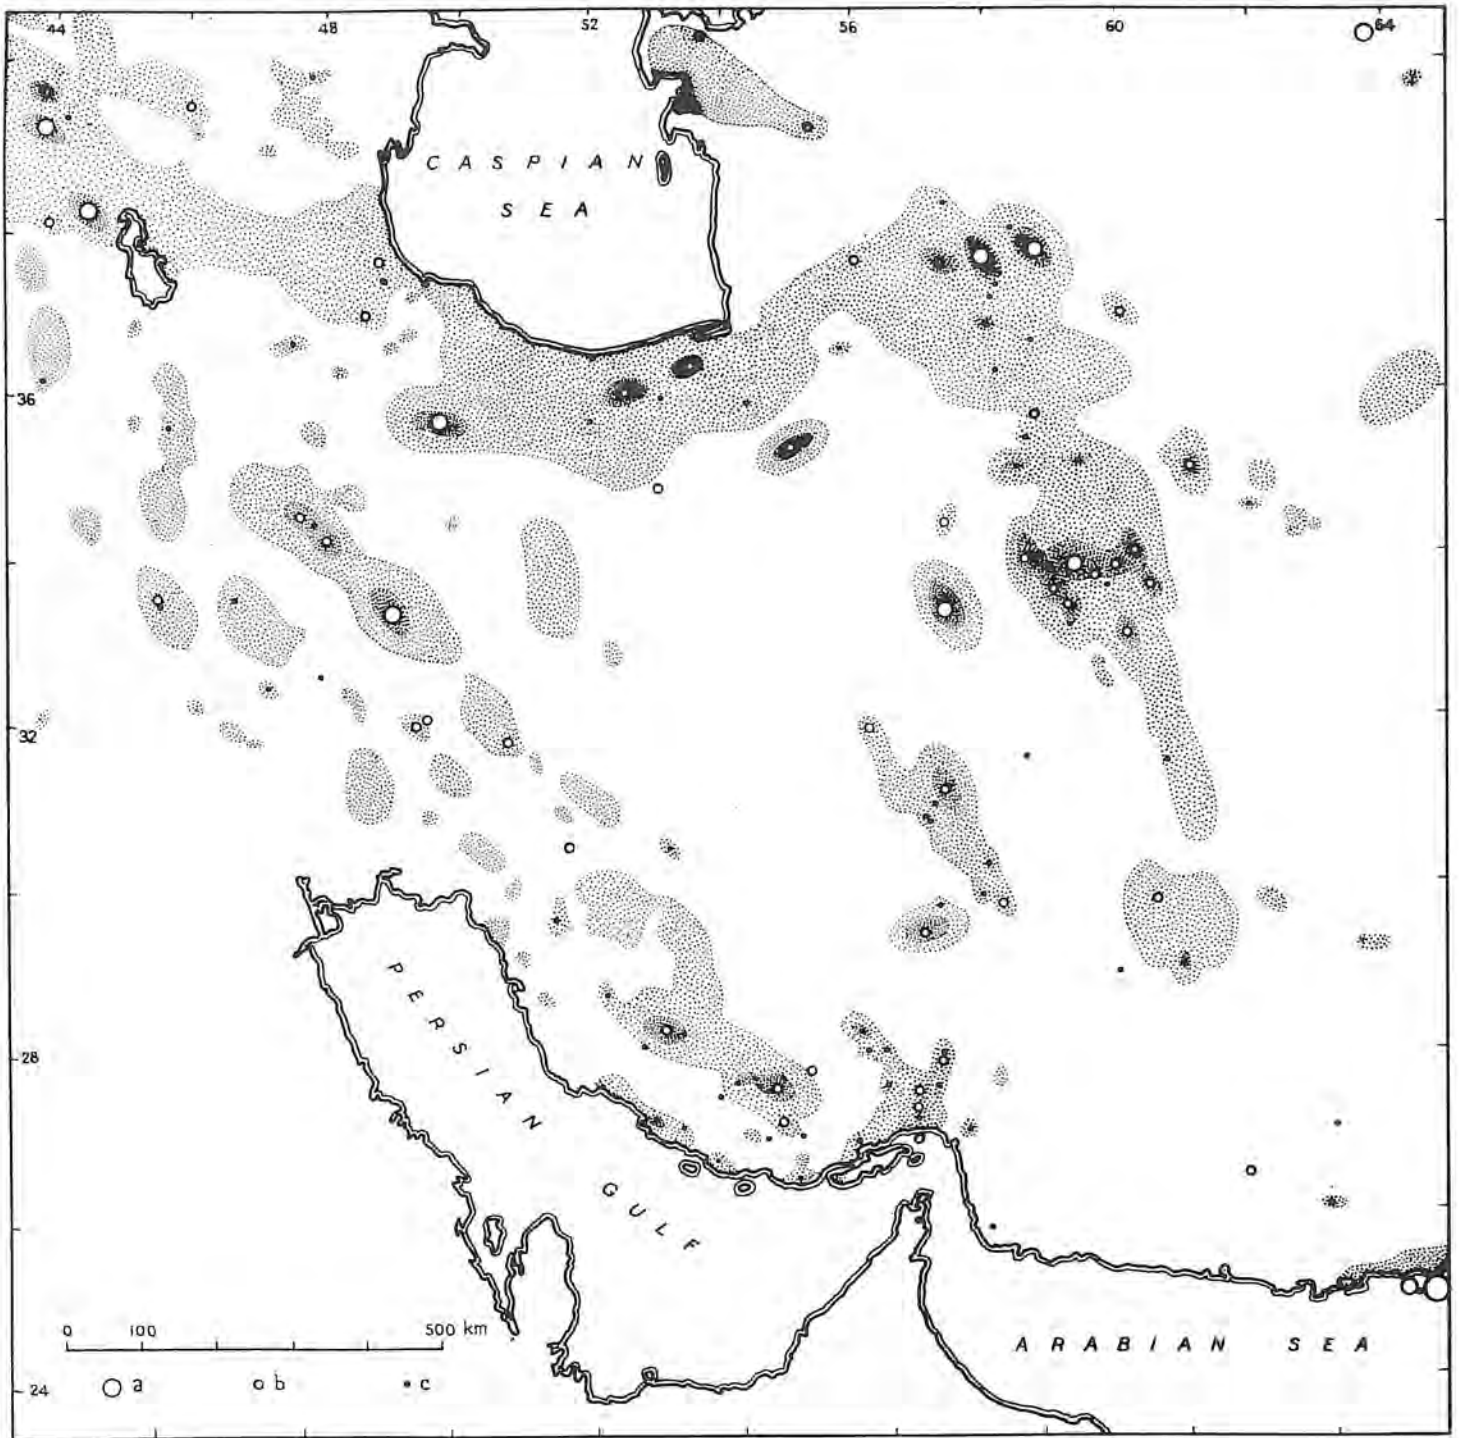 44 48 52 56 60 64
CASPIAN
SEA
36
32
PERSIAN
28
GULF
0 100 500 km
ARABIAN SEA
24
a b c